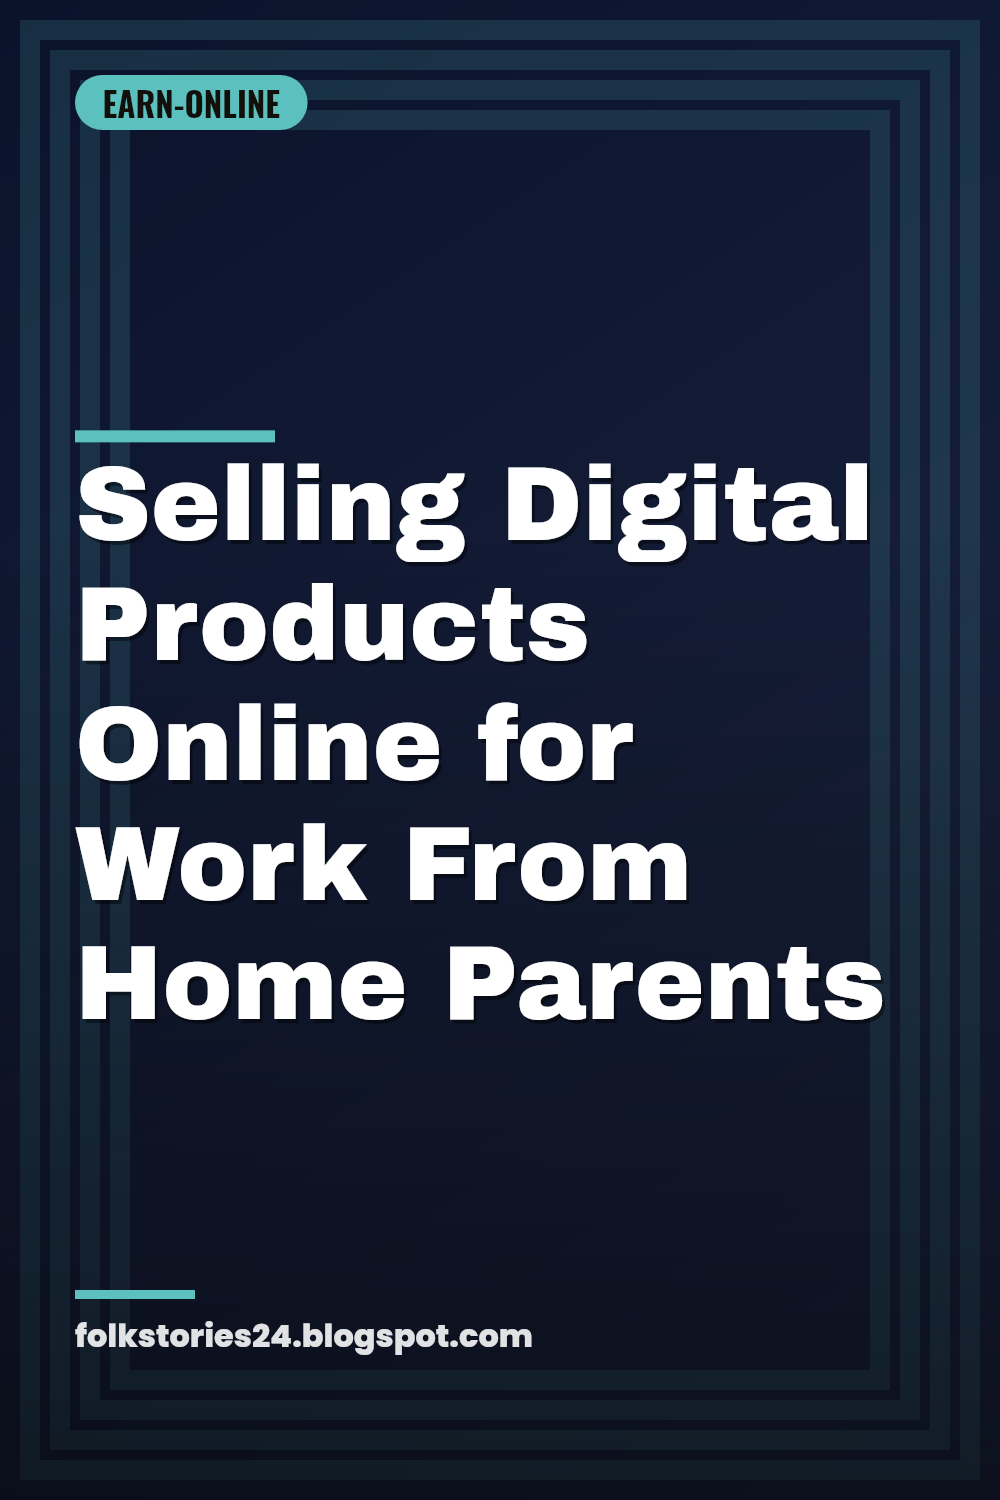 EARN-ONLINE
Selling Digital
Products
Online for
Work From
Home Parents
folkstories24.blogspot.com